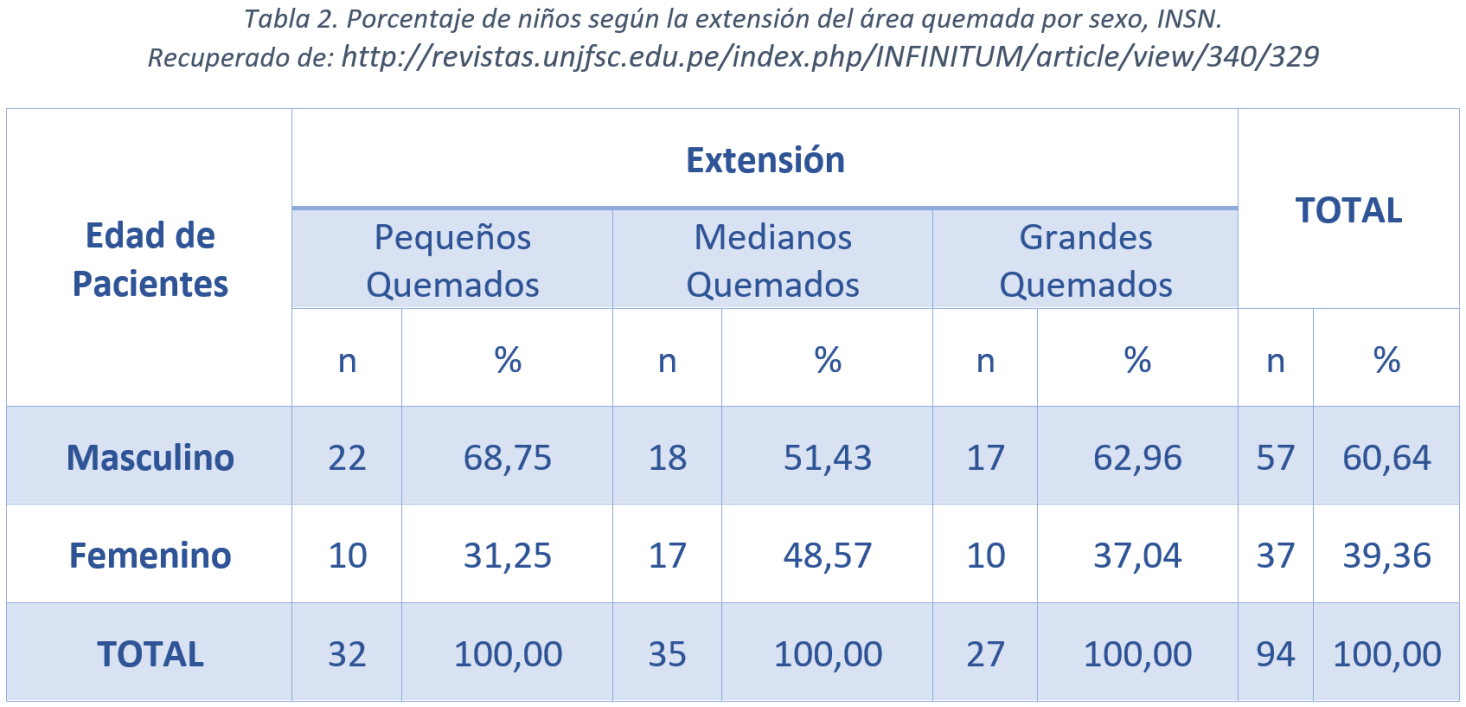 Tabla 2. Porcentaje de niños según la extensión del área quemada por sexo, INSN.
Recuperado de: http://revistas.unjfsc.edu.pe/index.php/INFINITUM/article/view/340/329
Edad de
Pacientes
Extensión
TOTAL
Pequeños
Quemados
Medianos
Quemados
Grandes
Quemados
n % n % n % n %
Masculino 22 68,75 18 51,43 17 62,96 57 60,64
Femenino 10 31,25 17 48,57 10 37,04 37 39,36
TOTAL 32 100,00 35 100,00 27 100,00 94 100,00